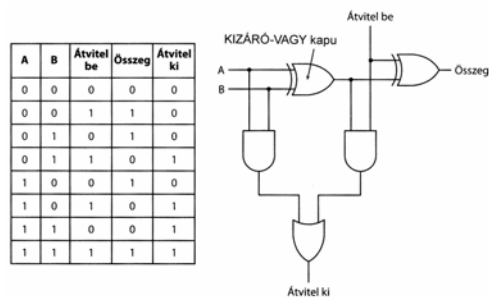 A B Átvitel be Összeg Átvitel ki
0 0 0 0 0
0 0 1 1 0
0 1 0 1 0
0 1 1 0 1
1 0 0 1 0
1 0 1 0 1
1 1 0 0 1
1 1 1 1 1
Átvitel be
KIZÁRÓ-VAGY kapu
A
B
Összeg
Átvitel ki